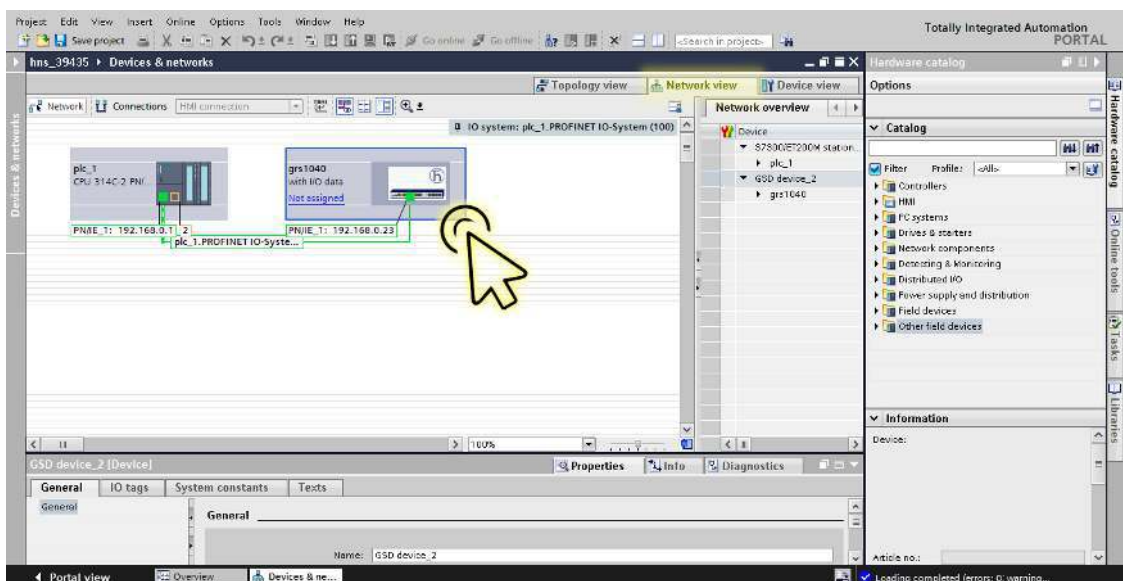 Project Edit View Insert Online Options Tools Window Help
Totally Integrated Automation
PORTAL
Save project
Go online
Go offline
<Search in project>
hns_39435 ▸ Devices & networks
Hardware catalog
Topology view
Network view
Device view
Options
Network
Connections
HMI connection
Network overview
IO system: plc_1.PROFINET IO-System (100)
Device
S7300/ET200M station...
plc_1
GSD device_2
grs1040
plc_1
CPU 314C-2 PN/...
grs1040
with I/O data
Not assigned
PN/IE_1: 192.168.0.1
2
PN/IE_1: 192.168.0.23
plc_1.PROFINET IO-Syste...
Catalog
Filter
Profile:
<All>
Controllers
HMI
PC systems
Drives & starters
Network components
Detecting & Monitoring
Distributed I/O
Power supply and distribution
Field devices
Other field devices
Devices & networks
Hardware catalog
Online tools
Tasks
Libraries
100%
Information
Device:
Article no.:
GSD device_2 [Device]
Properties
Info
Diagnostics
General
IO tags
System constants
Texts
General
General
Name:
GSD device_2
Portal view
Overview
Devices & ne...
Loading completed (errors: 0; warning...